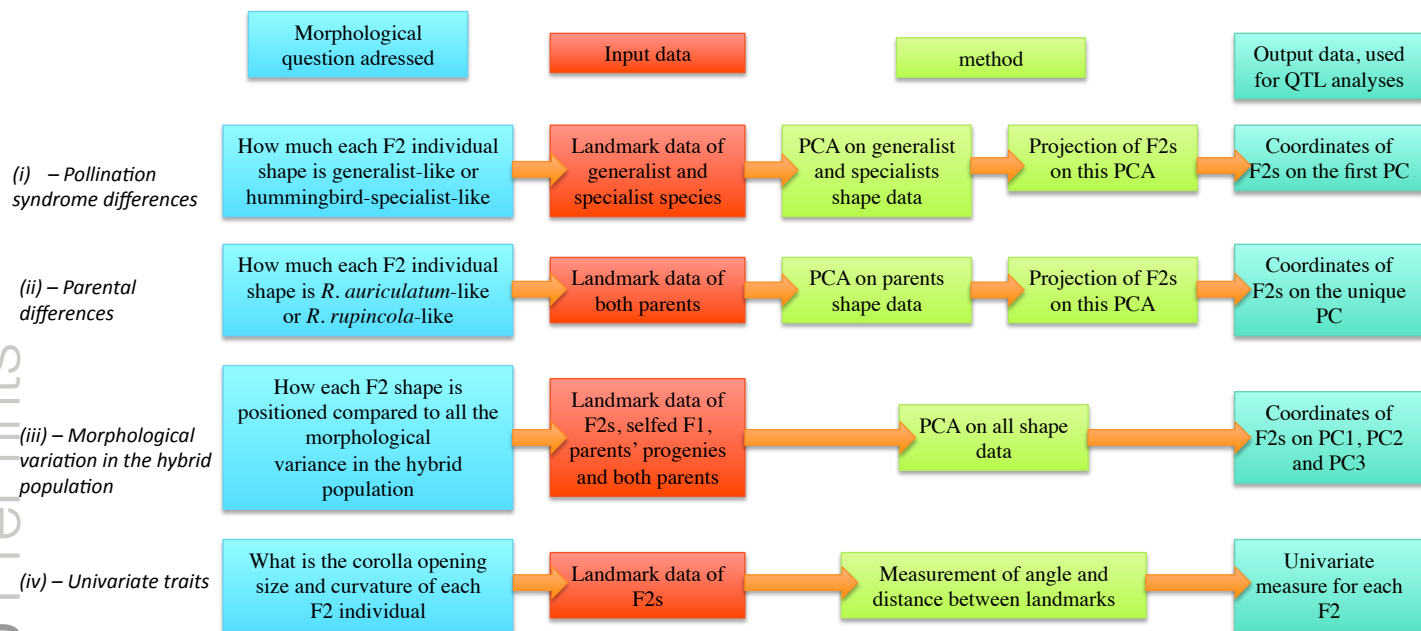 Morphological
question adressed
Input data
method
Output data, used
for QTL analyses
(i) – Pollination
syndrome differences
How much each F2 individual
shape is generalist-like or
hummingbird-specialist-like
Landmark data of
generalist and
specialist species
PCA on generalist
and specialists
shape data
Projection of F2s
on this PCA
Coordinates of
F2s on the first PC
(ii) – Parental
differences
How much each F2 individual
shape is R. auriculatum-like
or R. rupincola-like
Landmark data of
both parents
PCA on parents
shape data
Projection of F2s
on this PCA
Coordinates of
F2s on the unique
PC
(iii) – Morphological
variation in the hybrid
population
How each F2 shape is
positioned compared to all the
morphological
variance in the hybrid
population
Landmark data of
F2s, selfed F1,
parents’ progenies
and both parents
PCA on all shape
data
Coordinates of
F2s on PC1, PC2
and PC3
(iv) – Univariate traits
What is the corolla opening
size and curvature of each
F2 individual
Landmark data of
F2s
Measurement of angle and
distance between landmarks
Univariate
measure for each
F2